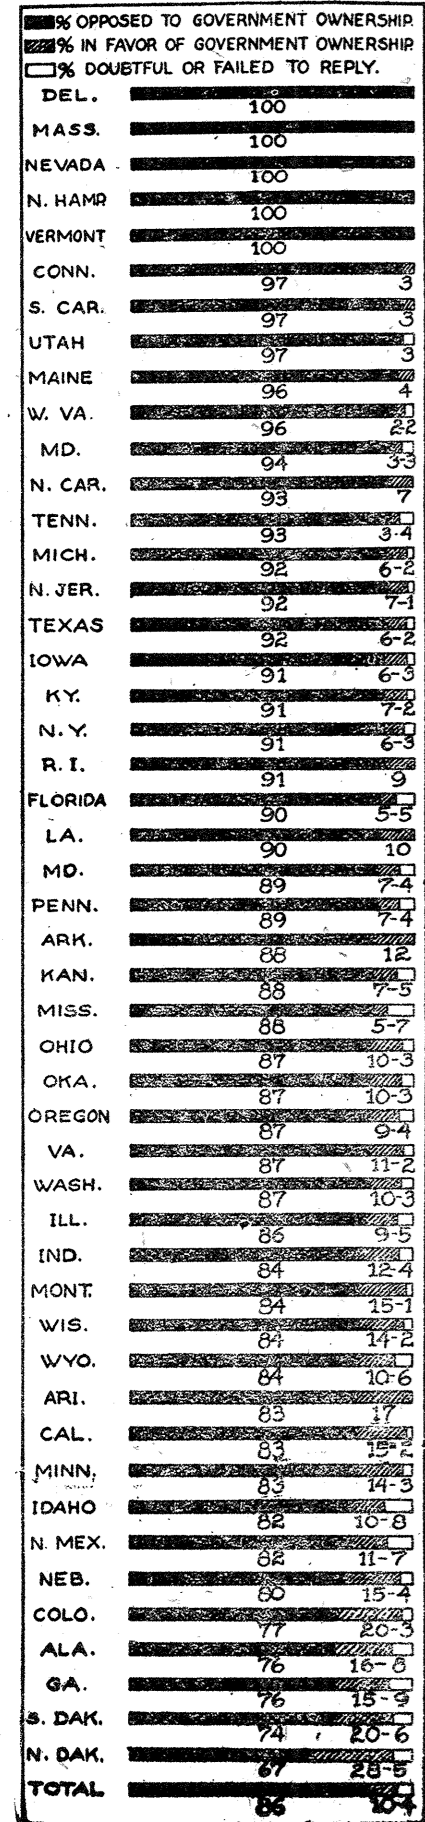 % OPPOSED TO GOVERNMENT OWNERSHIP.
% IN FAVOR OF GOVERNMENT OWNERSHIP.
% DOUBTFUL OR FAILED TO REPLY.
DEL.
100
MASS.
100
NEVADA
100
N. HAMP
100
VERMONT
100
CONN.
97 3
S. CAR.
97 3
UTAH
97 3
MAINE
96 4
W. VA.
96 2-2
MD.
94 3-3
N. CAR.
93 7
TENN.
93 3-4
MICH.
92 6-2
N. JER.
92 7-1
TEXAS
92 6-2
IOWA
91 6-3
KY.
91 7-2
N.Y.
91 6-3
R. I.
91 9
FLORIDA
90 5-5
LA.
90 10
MO.
89 7-4
PENN.
89 7-4
ARK.
88 12
KAN.
88 7-5
MISS.
88 5-7
OHIO
87 10-3
OKA.
87 10-3
OREGON
87 9-4
VA.
87 11-2
WASH.
87 10-3
ILL.
86 9-5
IND.
84 12-4
MONT.
84 15-1
WIS.
84 14-2
WYO.
84 10-6
ARI.
83 17
CAL.
83 15-2
MINN.
83 14-3
IDAHO
82 10-8
N. MEX.
82 11-7
NEB.
80 15-4
COLO.
77 20-3
ALA.
76 16-8
GA.
76 15-9
S. DAK.
74 20-6
N. DAK.
67 28-5
TOTAL
86 10-4